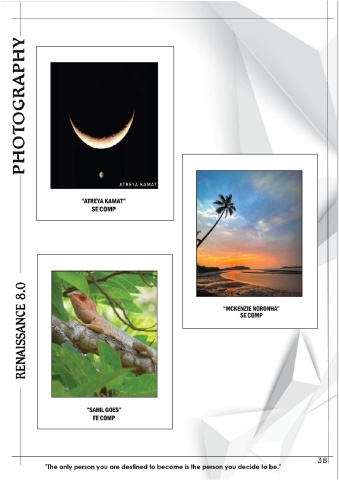 PHOTOGRAPHY
RENAISSANCE 8.0
ATREYA KAMAT
"ATREYA KAMAT"
SE COMP
"MCKENZIE NORONHA"
SE COMP
"SAHIL GOES"
FE COMP
38
"The only person you are destined to become is the person you decide to be."